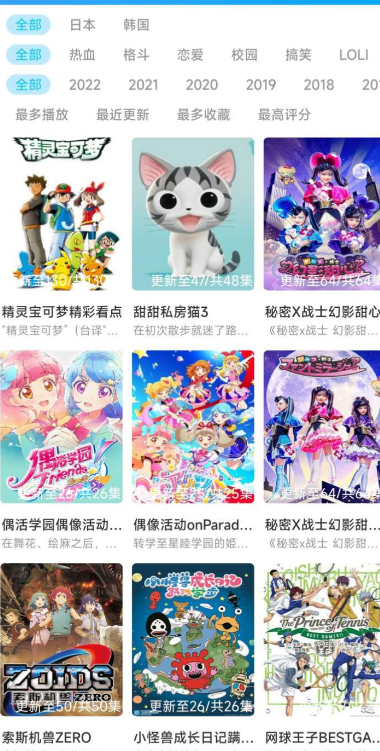 全部 日本 韩国
全部 热血 格斗 恋爱 校园 搞笑 LOLI
全部 2022 2021 2020 2019 2018
最多播放 最近更新 最多收藏 最高评分
精灵宝可梦
更新至130/共130
更新至47/共48集
更新至64/共64集
精灵宝可梦精彩看点 甜甜私房猫3 秘密X战士幻影甜心
“精灵宝可梦”（台译“... 在初次散步就迷了路... 《秘密×战士 幻影甜...
偶活学园
Friends
更新至26/共26集
更新至25/共25集
更新至64/共64集
偶活学园偶像活动... 偶像活动onParad... 秘密X战士幻影甜...
在舞花、绘麻之后，... 转学至星睦学园的姫... 《秘密×战士 幻影甜...
ZOIDS
索斯机兽ZERO
更新至50/共50集
小怪兽成长日记
更新至26/共26集
The Prince of Tennis
BEST GAMES!!
索斯机兽ZERO 小怪兽成长日记蹒... 网球王子BESTGA...